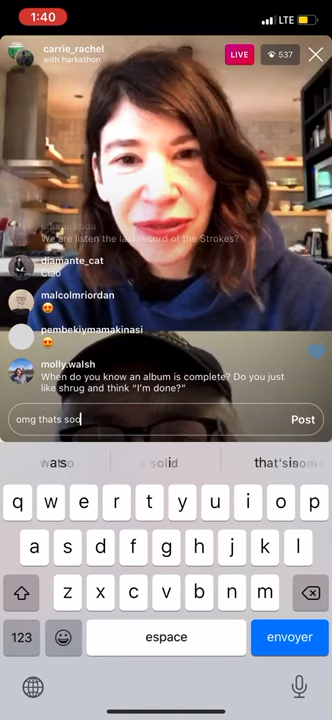 1:40
LTE
carrie_rachel
with harkathon
LIVE
537
We are listen the last record of the Strokes?
diamante_cat
Ciao
malcolmriordan
😍
pembekiymamakinasi
😍
molly.walsh
When do you know an album is complete? Do you just
like shrug and think “I’m done?”
omg thats soo
Post
q w e r t y u i o p
a s d f g h j k l
z x c v b n m
123
espace
envoyer